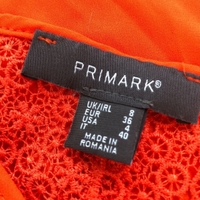 PRIMARK®
UK/IRL 8
EUR 36
USA 4
IT 40
MADE IN
ROMANIA